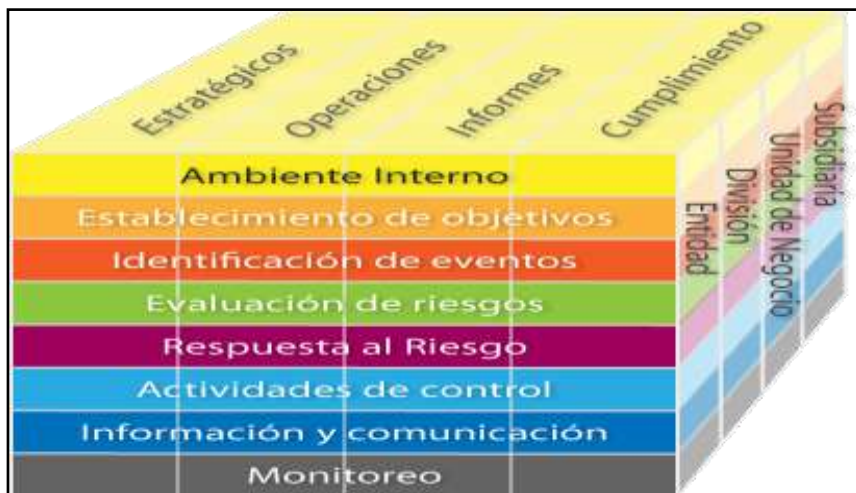 Estratégicos
Operaciones
Informes
Cumplimiento
Ambiente Interno
Establecimiento de objetivos
Identificación de eventos
Evaluación de riesgos
Respuesta al Riesgo
Actividades de control
Información y comunicación
Monitoreo
Entidad
División
Unidad de Negocio
Subsidiaria